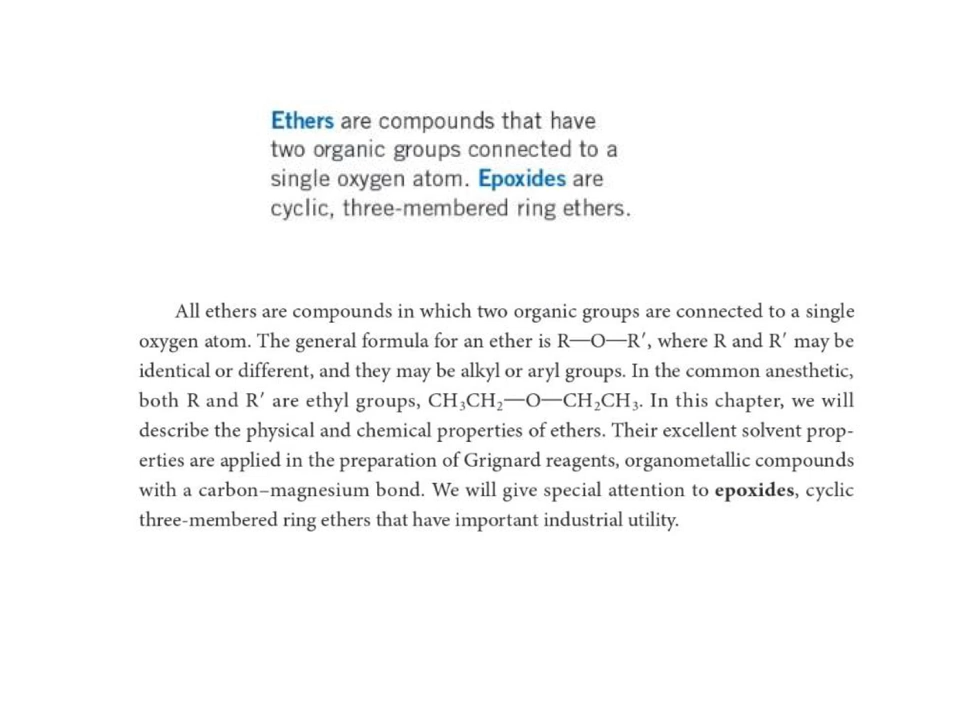 Ethers are compounds that have
two organic groups connected to a
single oxygen atom. Epoxides are
cyclic, three-membered ring ethers.
All ethers are compounds in which two organic groups are connected to a single
oxygen atom. The general formula for an ether is R—O—R′, where R and R′ may be
identical or different, and they may be alkyl or aryl groups. In the common anesthetic,
both R and R′ are ethyl groups, CH₃CH₂—O—CH₂CH₃. In this chapter, we will
describe the physical and chemical properties of ethers. Their excellent solvent prop-
erties are applied in the preparation of Grignard reagents, organometallic compounds
with a carbon–magnesium bond. We will give special attention to epoxides, cyclic
three-membered ring ethers that have important industrial utility.